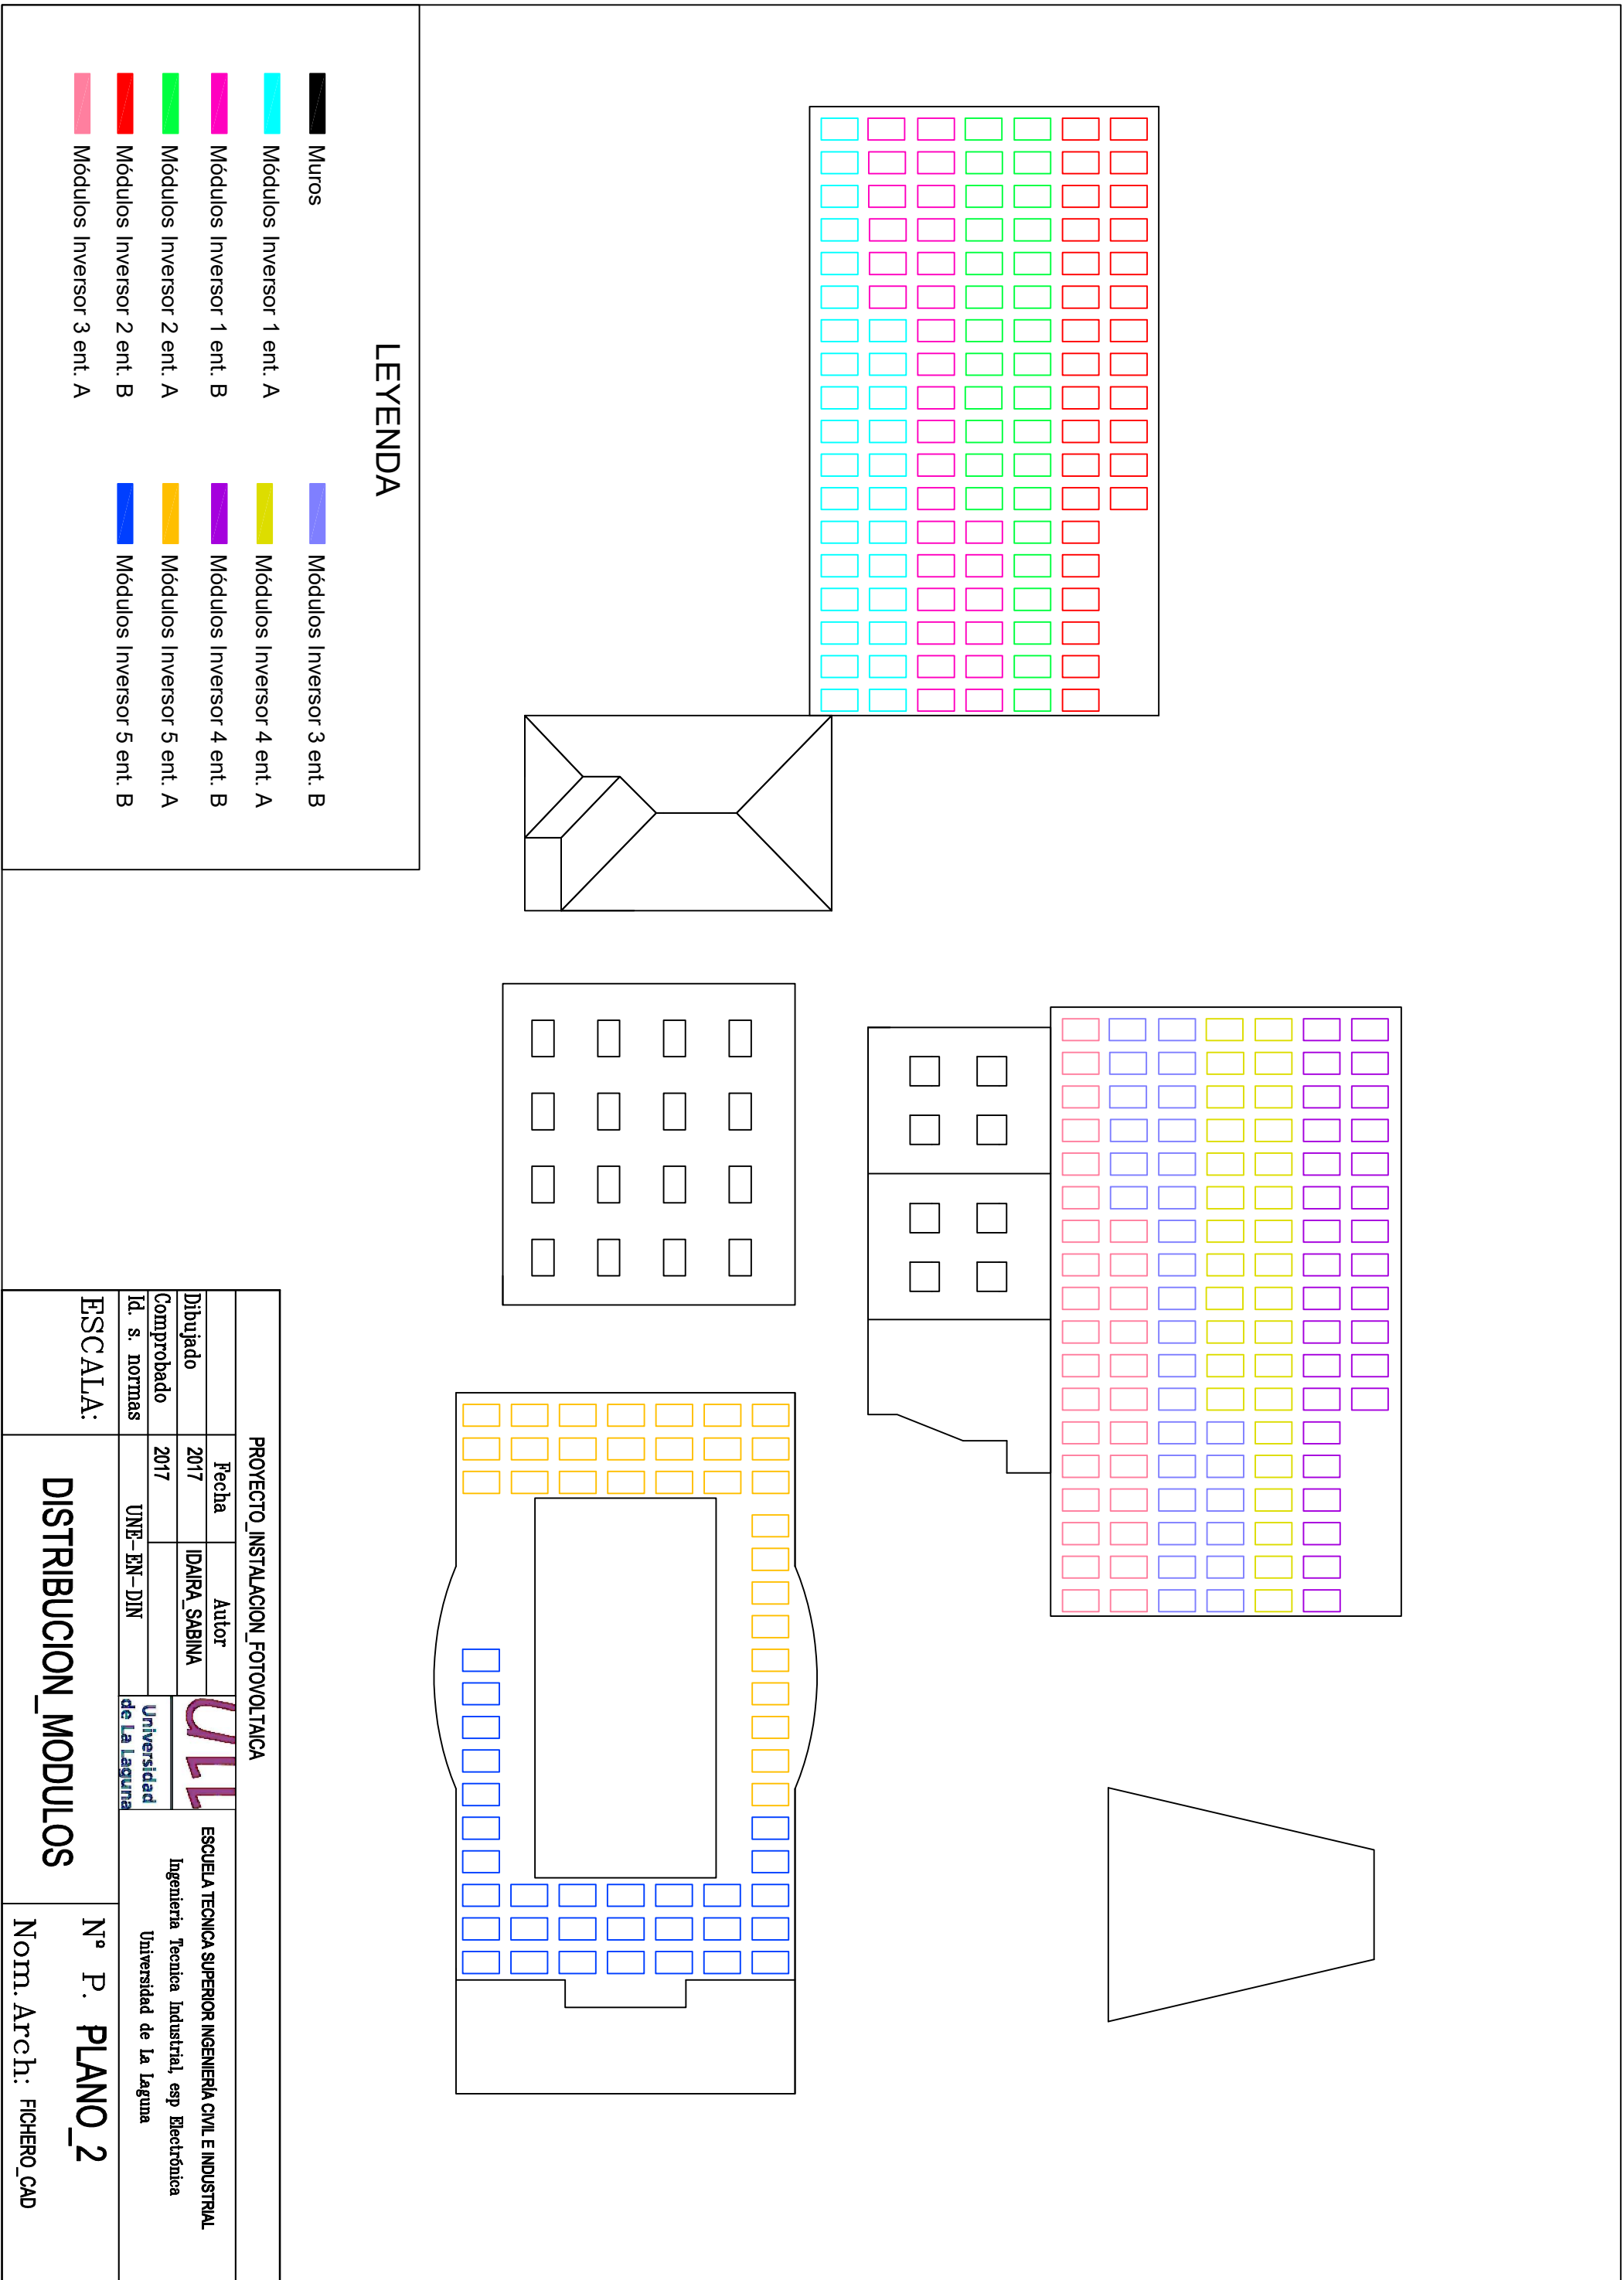 LEYENDA
Muros
Módulos Inversor 1 ent. A
Módulos Inversor 1 ent. B
Módulos Inversor 2 ent. A
Módulos Inversor 2 ent. B
Módulos Inversor 3 ent. A
Módulos Inversor 3 ent. B
Módulos Inversor 4 ent. A
Módulos Inversor 4 ent. B
Módulos Inversor 5 ent. A
Módulos Inversor 5 ent. B
PROYECTO_INSTALACION_FOTOVOLTAICA
Fecha Autor
Dibujado 2017 IDAIRA_SABINA
Comprobado 2017
Id. s. normas UNE-EN-DIN
Universidad
de La Laguna
ESCUELA TECNICA SUPERIOR INGENIERÍA CIVIL E INDUSTRIAL
Ingenieria Tecnica Industrial, esp Electrónica
Universidad de La Laguna
ESCALA:
DISTRIBUCION_MODULOS
Nº P. PLANO_2
Nom. Arch: FICHERO_CAD